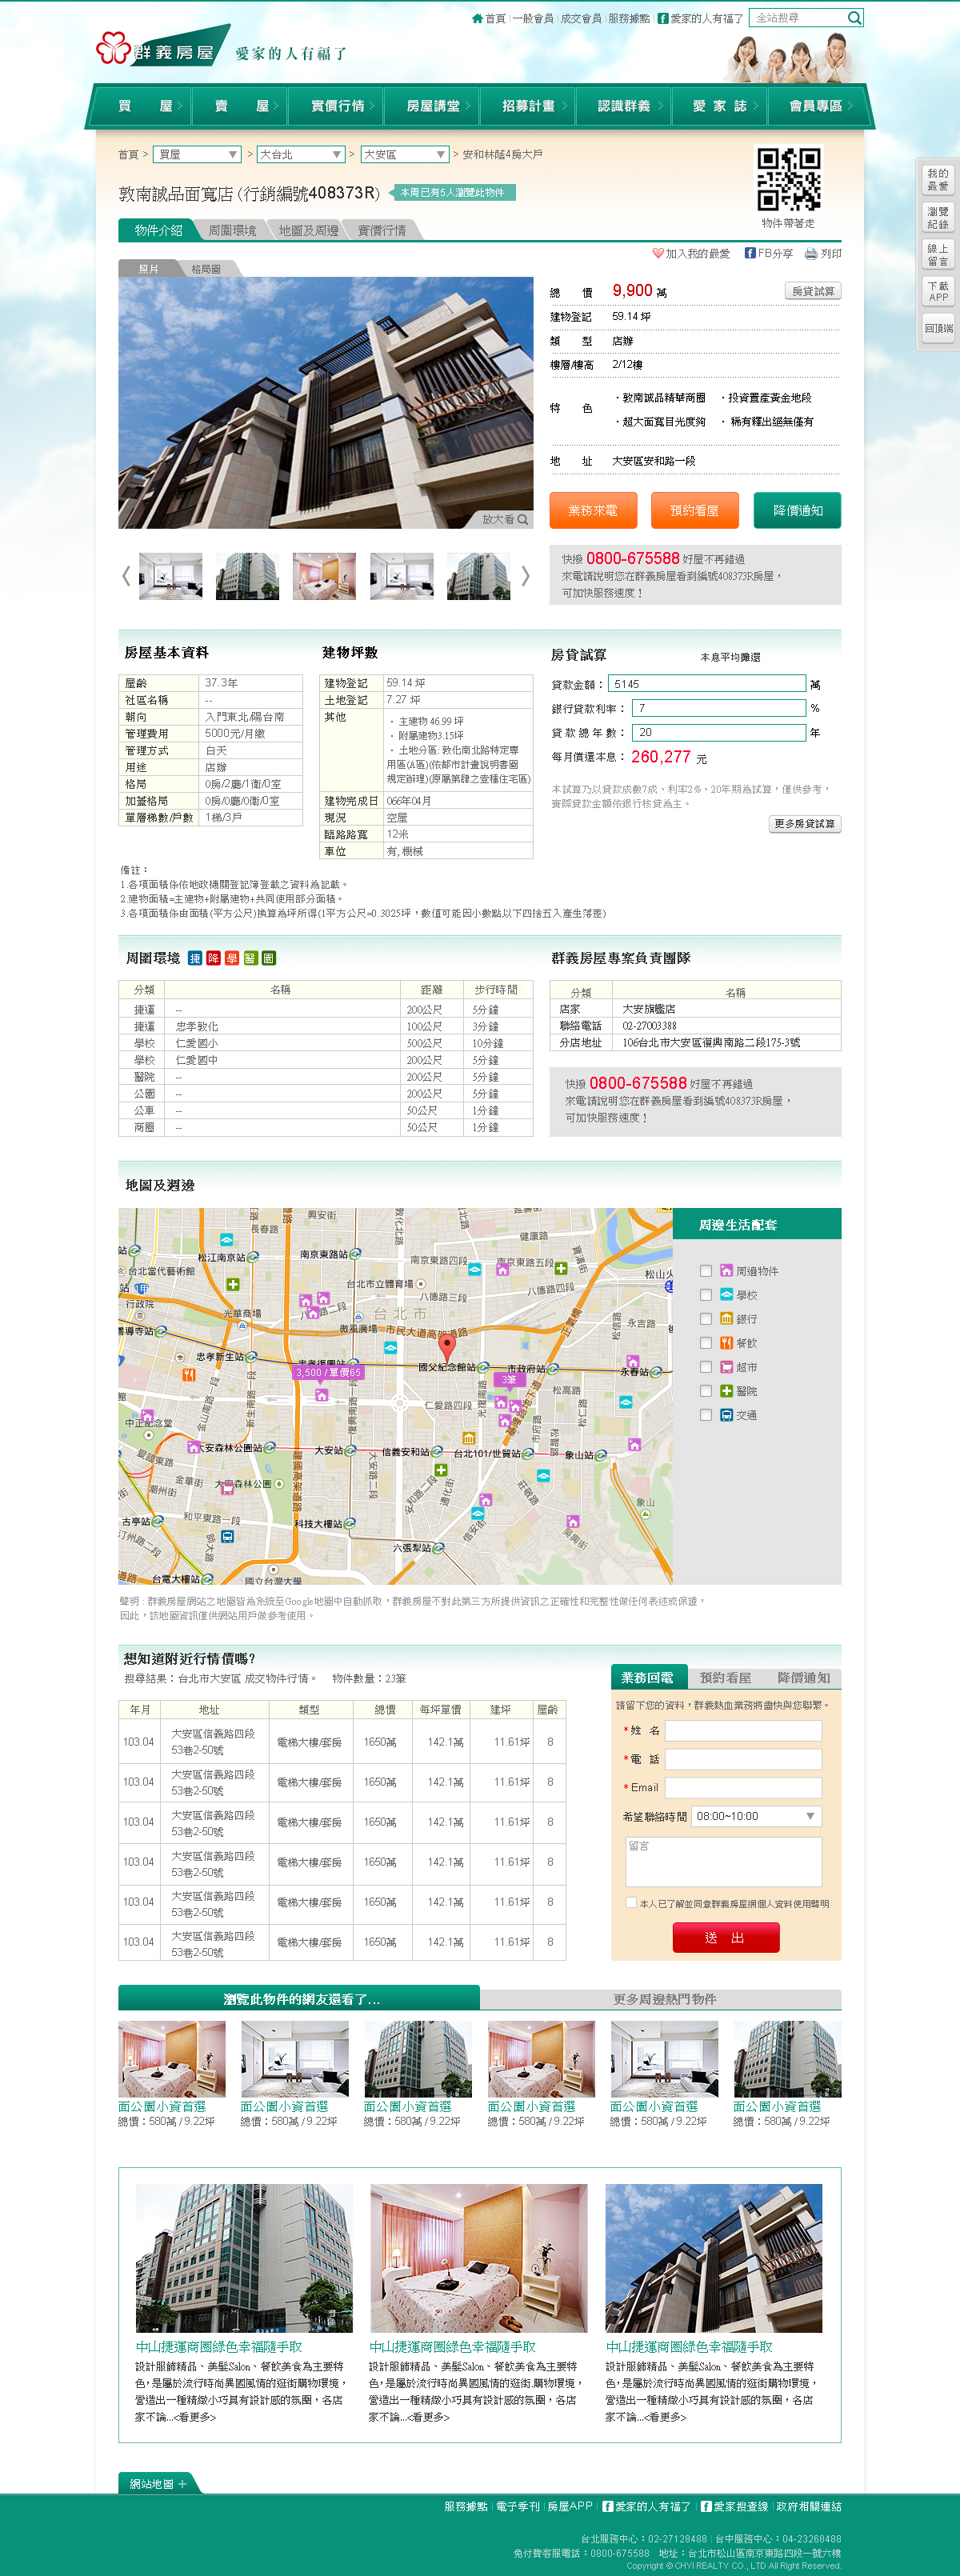 首頁 | 一般會員 | 成交會員 | 服務據點 | 愛家的人有福了
全站搜尋
群義房屋 愛家的人有福了
買 屋 賣 屋 實價行情 房屋講堂 招募計畫 認識群義 愛 家 誌 會員專區
首頁 > 買屋 > 大台北 > 大安區 > 安和林蔭4房大戶
敦南誠品面寬店(行銷編號408373R)
本周已有5人瀏覽此物件
物件帶著走
我的最愛
瀏覽紀錄
線上留言
下載APP
回頂端
物件介紹 周圍環境 地圖及周邊 實價行情
加入我的最愛 FB分享 列印
照片 格局圖
放大看
總 價 9,900 萬 房貸試算
建物登記 59.14 坪
類 型 店辦
樓層/樓高 2/12樓
特 色 ．敦南誠品精華商圈 ．投資置產黃金地段
．超大面寬目光度夠 ．稀有釋出絕無僅有
地 址 大安區安和路一段
業務來電 預約看屋 降價通知
快撥 0800-675588 好屋不再錯過
來電請說明您在群義房屋看到編號408373R房屋，
可加快服務速度！
房屋基本資料
屋齡 37.3年
社區名稱 --
朝向 入門東北/陽台南
管理費用 5000元/月繳
管理方式 白天
用途 店辦
格局 0房/2廳/1衛/0室
加蓋格局 0房/0廳/0衛/0室
單層梯數/戶數 1梯/3戶
建物坪數
建物登記 59.14 坪
土地登記 7.27 坪
其他 ．主建物 46.99 坪
．附屬建物3.15坪
．土地分區: 敦化南北路特定專
用區(A區)(依都市計畫說明書圖
規定辦理)(原屬第肆之壹種住宅區)
建物完成日 066年04月
現況 空屋
臨路路寬 12米
車位 有, 機械
房貸試算 本息平均攤還
貸款金額： 5145 萬
銀行貸款利率： 7 %
貸 款 總 年 數： 20 年
每月償還本息： 260,277 元
本試算乃以貸款成數7成、利率2%、20年期為試算，僅供參考，
實際貸款金額依銀行核貸為主。
更多房貸試算
備註：
1.各項面積係依地政機關登記簿登載之資料為記載。
2.建物面積=主建物+附屬建物+共同使用部分面積。
3.各項面積係由面積(平方公尺)換算為坪所得(1平方公尺=0.3025坪，數值可能因小數點以下四捨五入產生落差)
周圍環境 捷 降 學 醫 園
分類 名稱 距離 步行時間
捷運 -- 200公尺 5分鐘
捷運 忠孝敦化 100公尺 3分鐘
學校 仁愛國小 500公尺 10分鐘
學校 仁愛國中 200公尺 5分鐘
醫院 -- 200公尺 5分鐘
公園 -- 200公尺 5分鐘
公車 -- 50公尺 1分鐘
商圈 -- 50公尺 1分鐘
群義房屋專案負責團隊
分類 名稱
店家 大安旗艦店
聯絡電話 02-27003388
分店地址 106台北市大安區復興南路二段175-3號
快撥 0800-675588 好屋不再錯過
來電請說明您在群義房屋看到編號408373R房屋，
可加快服務速度！
地圖及週邊
興安街
長春路
健康路
松江南京站
南京東路站
南京東路四段
南京東路五段
台北當代藝術館
台北市立體育場
八德路三段
八德路四段
行政院
光華商場
台北市
微風廣場
市民大道高架道路
永吉路
善導寺站
忠孝新生站
忠孝復興站
國父紀念館站
市政府站
永春站
3,500 / 單價65
3筆
仁愛路四段
松高路
中正紀念堂
大安森林公園站
大安站
信義安和站
台北101/世貿站
象山站
大安森林公園
象山
和平東路一段
古亭站
科技大樓站
六張犁站
台電大樓站
國立台灣大學
周邊生活配套
周邊物件
學校
銀行
餐飲
超市
醫院
交通
聲明 : 群義房屋網站之地圖皆為系統至Google地圖中自動抓取，群義房屋不對此第三方所提供資訊之正確性和完整性做任何表述或保證，
因此，該地圖資訊僅供網站用戶做參考使用。
想知道附近行情價嗎?
搜尋結果：台北市大安區 成交物件行情。 物件數量：23筆
年月 地址 類型 總價 每坪單價 建坪 屋齡
103.04 大安區信義路四段53巷2-50號 電梯大樓/套房 1650萬 142.1萬 11.61坪 8
103.04 大安區信義路四段53巷2-50號 電梯大樓/套房 1650萬 142.1萬 11.61坪 8
103.04 大安區信義路四段53巷2-50號 電梯大樓/套房 1650萬 142.1萬 11.61坪 8
103.04 大安區信義路四段53巷2-50號 電梯大樓/套房 1650萬 142.1萬 11.61坪 8
103.04 大安區信義路四段53巷2-50號 電梯大樓/套房 1650萬 142.1萬 11.61坪 8
103.04 大安區信義路四段53巷2-50號 電梯大樓/套房 1650萬 142.1萬 11.61坪 8
業務回電 預約看屋 降價通知
請留下您的資料，群義熱血業務將盡快與您聯繫。
* 姓 名
* 電 話
* Email
希望聯絡時間 08:00~10:00
留言
本人已了解並同意群義房屋網個人資料使用聲明
送 出
瀏覽此物件的網友還看了... 更多周邊熱門物件
面公園小資首選 面公園小資首選 面公園小資首選 面公園小資首選 面公園小資首選 面公園小資首選
總價：580萬 / 9.22坪 總價：580萬 / 9.22坪 總價：580萬 / 9.22坪 總價：580萬 / 9.22坪 總價：580萬 / 9.22坪 總價：580萬 / 9.22坪
中山捷運商圈綠色幸福隨手取
設計服飾精品、美髮Salon、餐飲美食為主要特
色，是屬於流行時尚異國風情的逛街購物環境，
營造出一種精緻小巧具有設計感的氛圍，各店
家不論...<看更多>
中山捷運商圈綠色幸福隨手取
設計服飾精品、美髮Salon、餐飲美食為主要特
色，是屬於流行時尚異國風情的逛街購物環境，
營造出一種精緻小巧具有設計感的氛圍，各店
家不論...<看更多>
中山捷運商圈綠色幸福隨手取
設計服飾精品、美髮Salon、餐飲美食為主要特
色，是屬於流行時尚異國風情的逛街購物環境，
營造出一種精緻小巧具有設計感的氛圍，各店
家不論...<看更多>
網站地圖 +
服務據點 | 電子季刊 | 房屋APP | 愛家的人有福了 | 愛家搜查線 | 政府相關連結
台北服務中心：02-27128488 | 台中服務中心：04-23268488
免付費客服電話：0800-675588 地址：台北市松山區南京東路四段一號六樓
Copyright © CHYI REALTY CO., LTD All Right Reserved.